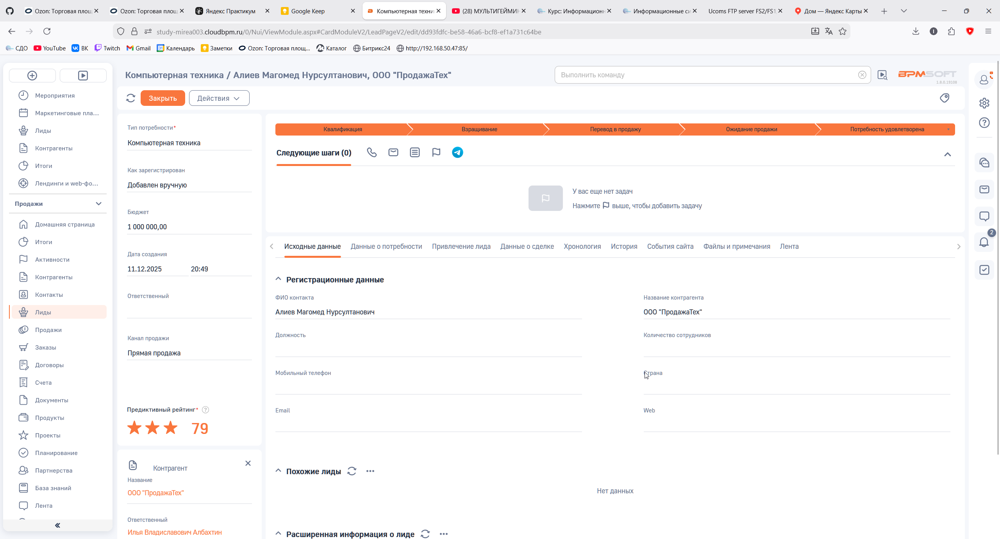 Ozon: Торговая площ
Ozon: Торговая площ
Яндекс Практикум
Google Keep
Компьютерная техни
(28) МУЛЬТИГЕЙМИН
Курс: Информационн
Информационные си
Ucoms FTP server FS2/FS1
Дом — Яндекс Карты
study-mirea003.cloudbpm.ru/0/Nui/ViewModule.aspx#CardModuleV2/LeadPageV2/edit/dd93fdfc-be58-46a6-bcf8-ef1a731c64be
СДО
YouTube
ВК
Twitch
Gmail
31
Календарь
Заметки
Ozon: Торговая площ...
Каталог
Битрикс24
http://192.168.50.47:85/
Мероприятия
Маркетинговые пла...
Лиды
Контрагенты
Итоги
Лендинги и web-фо...
Продажи
Домашняя страница
Итоги
Активности
Контрагенты
Контакты
Лиды
Продажи
Заказы
Договоры
Счета
Документы
Продукты
Проекты
Планирование
Партнерства
База знаний
Лента
Компьютерная техника / Алиев Магомед Нурсултанович, ООО "ПродажаТех"
Выполнить команду
BPMSOFT
1.8.0.19108
Закрыть
Действия
Тип потребности*
Компьютерная техника
Как зарегистрирован
Добавлен вручную
Бюджет
1 000 000,00
Дата создания
11.12.2025 20:49
Ответственный
Канал продажи
Прямая продажа
Предиктивный рейтинг* ?
79
Контрагент
Название
ООО "ПродажаТех"
Ответственный
Илья Владиславович Албахтин
Квалификация
Взращивание
Перевод в продажу
Ожидание продажи
Потребность удовлетворена
Следующие шаги (0)
У вас еще нет задач
Нажмите выше, чтобы добавить задачу
Исходные данные
Данные о потребности
Привлечение лида
Данные о сделке
Хронология
История
События сайта
Файлы и примечания
Лента
Регистрационные данные
ФИО контакта
Алиев Магомед Нурсултанович
Название контрагента
ООО "ПродажаТех"
Должность
Количество сотрудников
Мобильный телефон
Страна
Email
Web
Похожие лиды
Нет данных
Расширенная информация о лиде
2